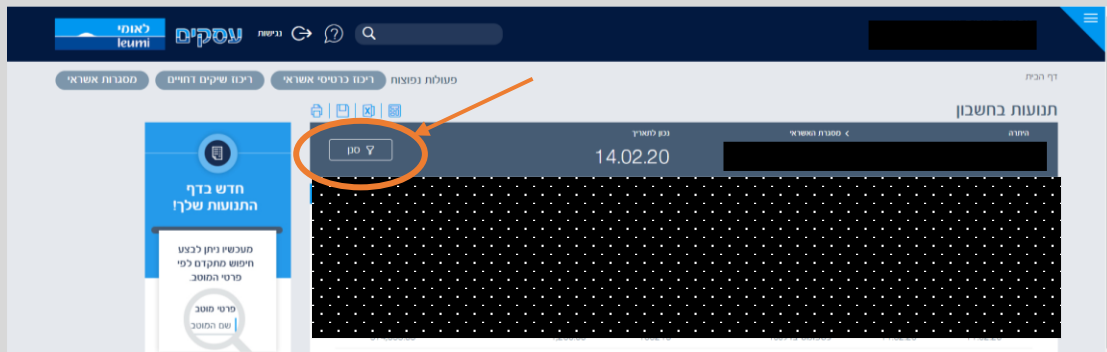 לאומי
leumi
עסקים
נגישות
דף הבית
פעולות נפוצות
ריכוז כרטיסי אשראי
ריכוז שיקים דחויים
מסגרות אשראי
תנועות בחשבון
היתרה
מסגרת האשראי
נכון לתאריך
14.02.20
סנן
חדש בדף
התנועות שלך!
מעכשיו ניתן לבצע
חיפוש מתקדם לפי
פרטי המוטב.
פרטי מוטב
שם המוטב